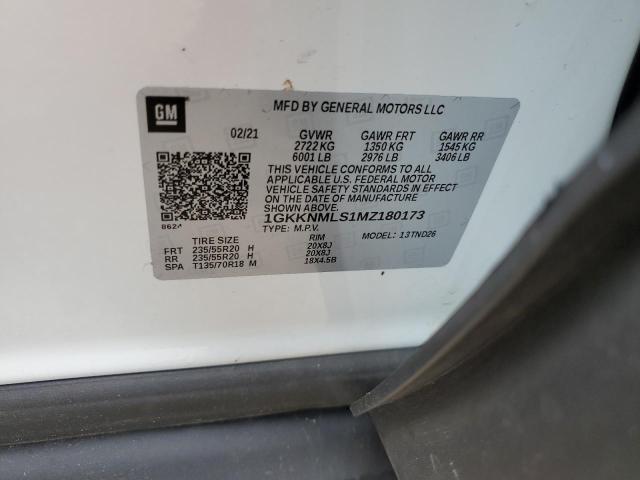 GM
MFD BY GENERAL MOTORS LLC
02/21 GVWR GAWR FRT GAWR RR
2722 KG 1350 KG 1545 KG
6001 LB 2976 LB 3406 LB
THIS VEHICLE CONFORMS TO ALL
APPLICABLE U.S. FEDERAL MOTOR
VEHICLE SAFETY STANDARDS IN EFFECT
ON THE DATE OF MANUFACTURE
SHOWN ABOVE.
1GKKNMLS1MZ180173
8624 TYPE: M.P.V. MODEL: 13TND26
TIRE SIZE RIM
FRT 235/55R20 H 20X8J
RR 235/55R20 H 20X8J
SPA T135/70R18 M 18X4.5B